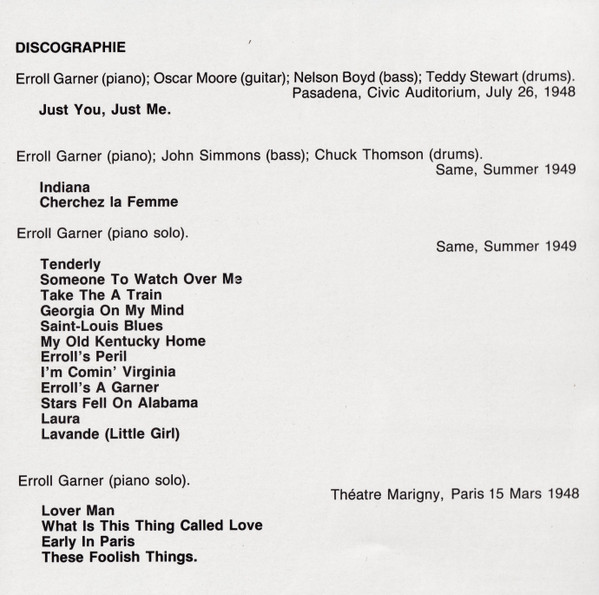 DISCOGRAPHIE
Erroll Garner (piano); Oscar Moore (guitar); Nelson Boyd (bass); Teddy Stewart (drums).
Pasadena, Civic Auditorium, July 26, 1948
Just You, Just Me.
Erroll Garner (piano); John Simmons (bass); Chuck Thomson (drums).
Same, Summer 1949
Indiana
Cherchez la Femme
Erroll Garner (piano solo).
Same, Summer 1949
Tenderly
Someone To Watch Over Me
Take The A Train
Georgia On My Mind
Saint-Louis Blues
My Old Kentucky Home
Erroll's Peril
I'm Comin' Virginia
Erroll's A Garner
Stars Fell On Alabama
Laura
Lavande (Little Girl)
Erroll Garner (piano solo).
Théatre Marigny, Paris 15 Mars 1948
Lover Man
What Is This Thing Called Love
Early In Paris
These Foolish Things.